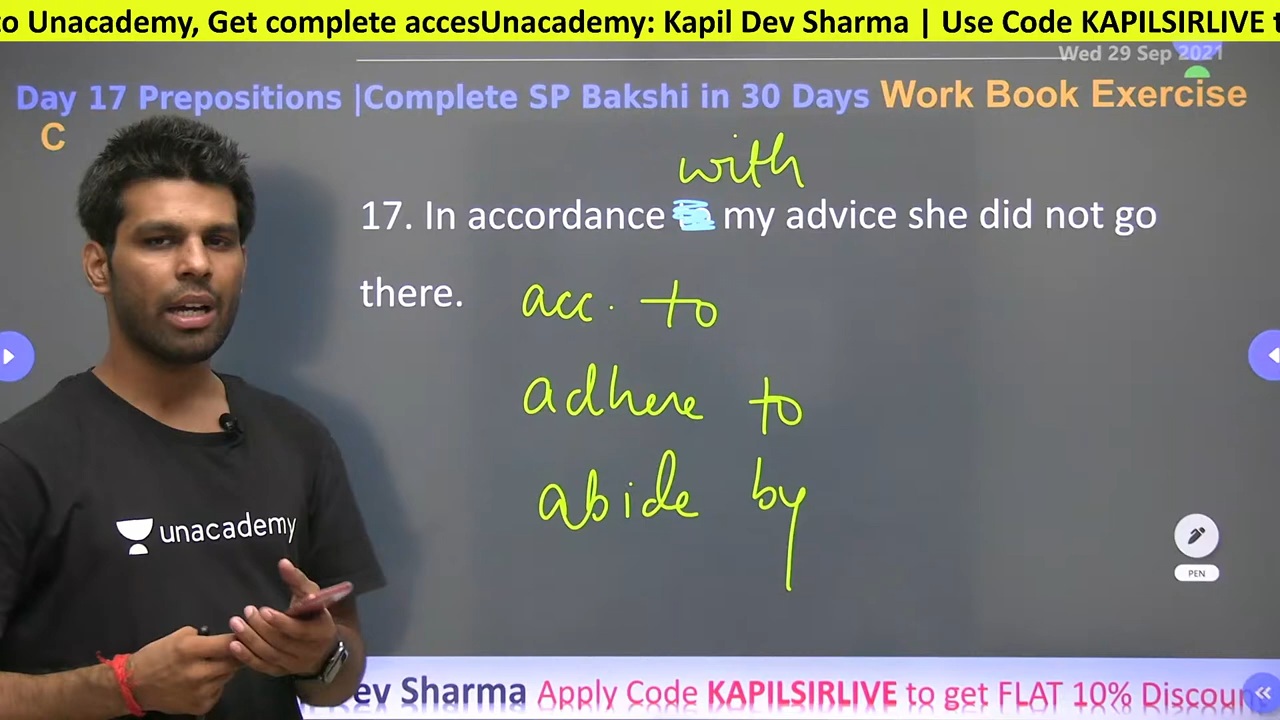 to Unacademy, Get complete accesUnacademy: Kapil Dev Sharma | Use Code KAPILSIRLIVE t
Wed 29 Sep 2021
Day 17 Prepositions |Complete SP Bakshi in 30 Days Work Book Exercise
C
with
17. In accordance my advice she did not go
there.
acc. to
adhere to
abide by
unacademy
PEN
ev Sharma Apply Code KAPILSIRLIVE to get FLAT 10% Discoun